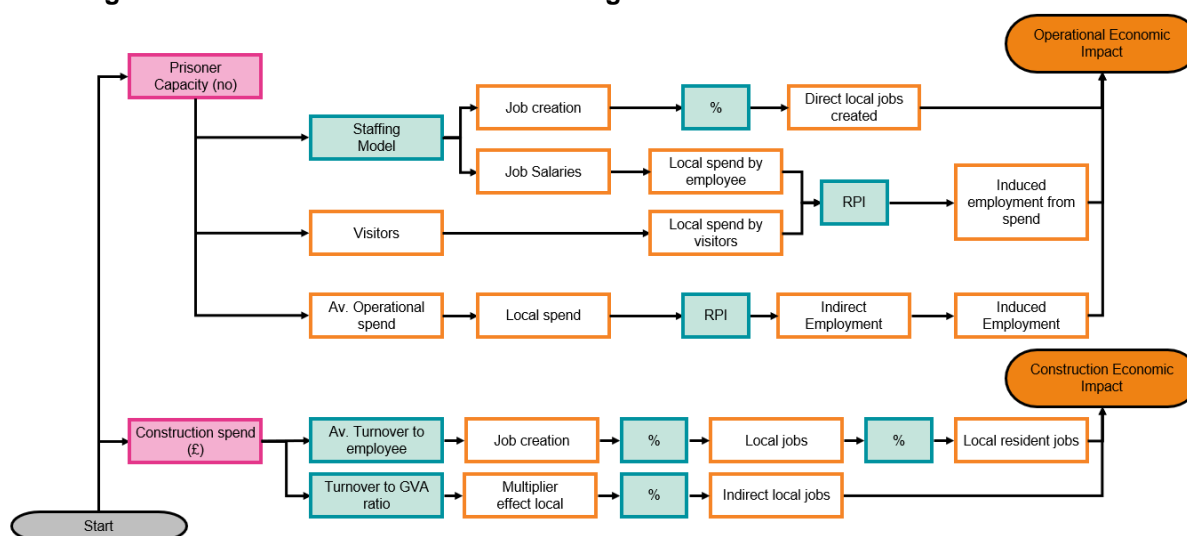 Operational Economic
Impact
Prisoner
Capacity (no)
Job creation
%
Direct local jobs
created
Staffing
Model
Job Salaries
Local spend by
employee
RPI
Induced
employment from
spend
Visitors
Local spend by
visitors
Av. Operational
spend
Local spend
RPI
Indirect
Employment
Induced
Employment
Construction Economic
Impact
Construction spend
(£)
Av. Turnover to
employee
Job creation
%
Local jobs
%
Local resident jobs
Turnover to GVA
ratio
Multiplier
effect local
%
Indirect local jobs
Start